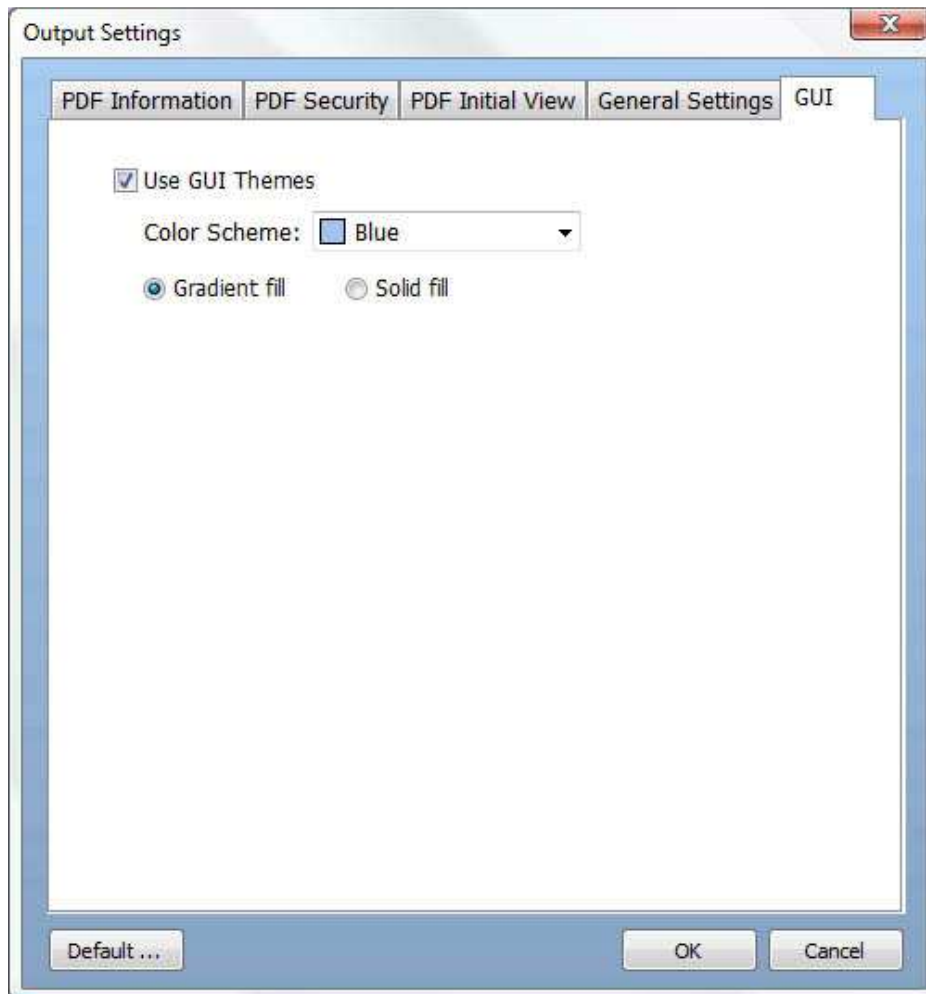 Output Settings
PDF Information PDF Security PDF Initial View General Settings GUI
Use GUI Themes
Color Scheme: Blue
Gradient fill Solid fill
Default ... OK Cancel